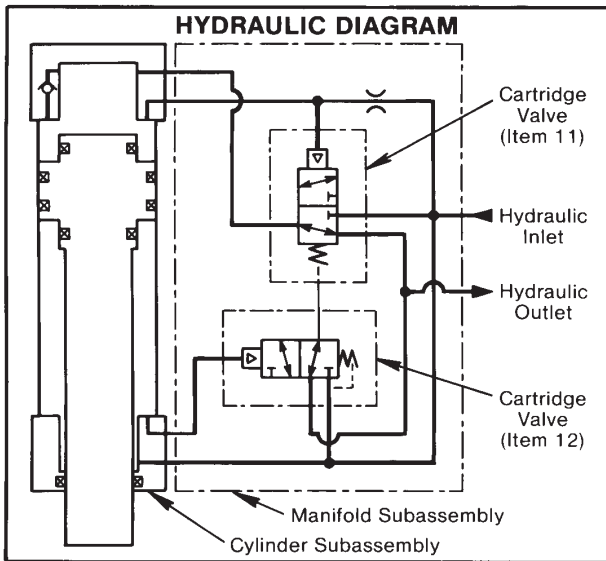 HYDRAULIC DIAGRAM
Cartridge
Valve
(Item 11)
Hydraulic
Inlet
Hydraulic
Outlet
Cartridge
Valve
(Item 12)
Manifold Subassembly
Cylinder Subassembly